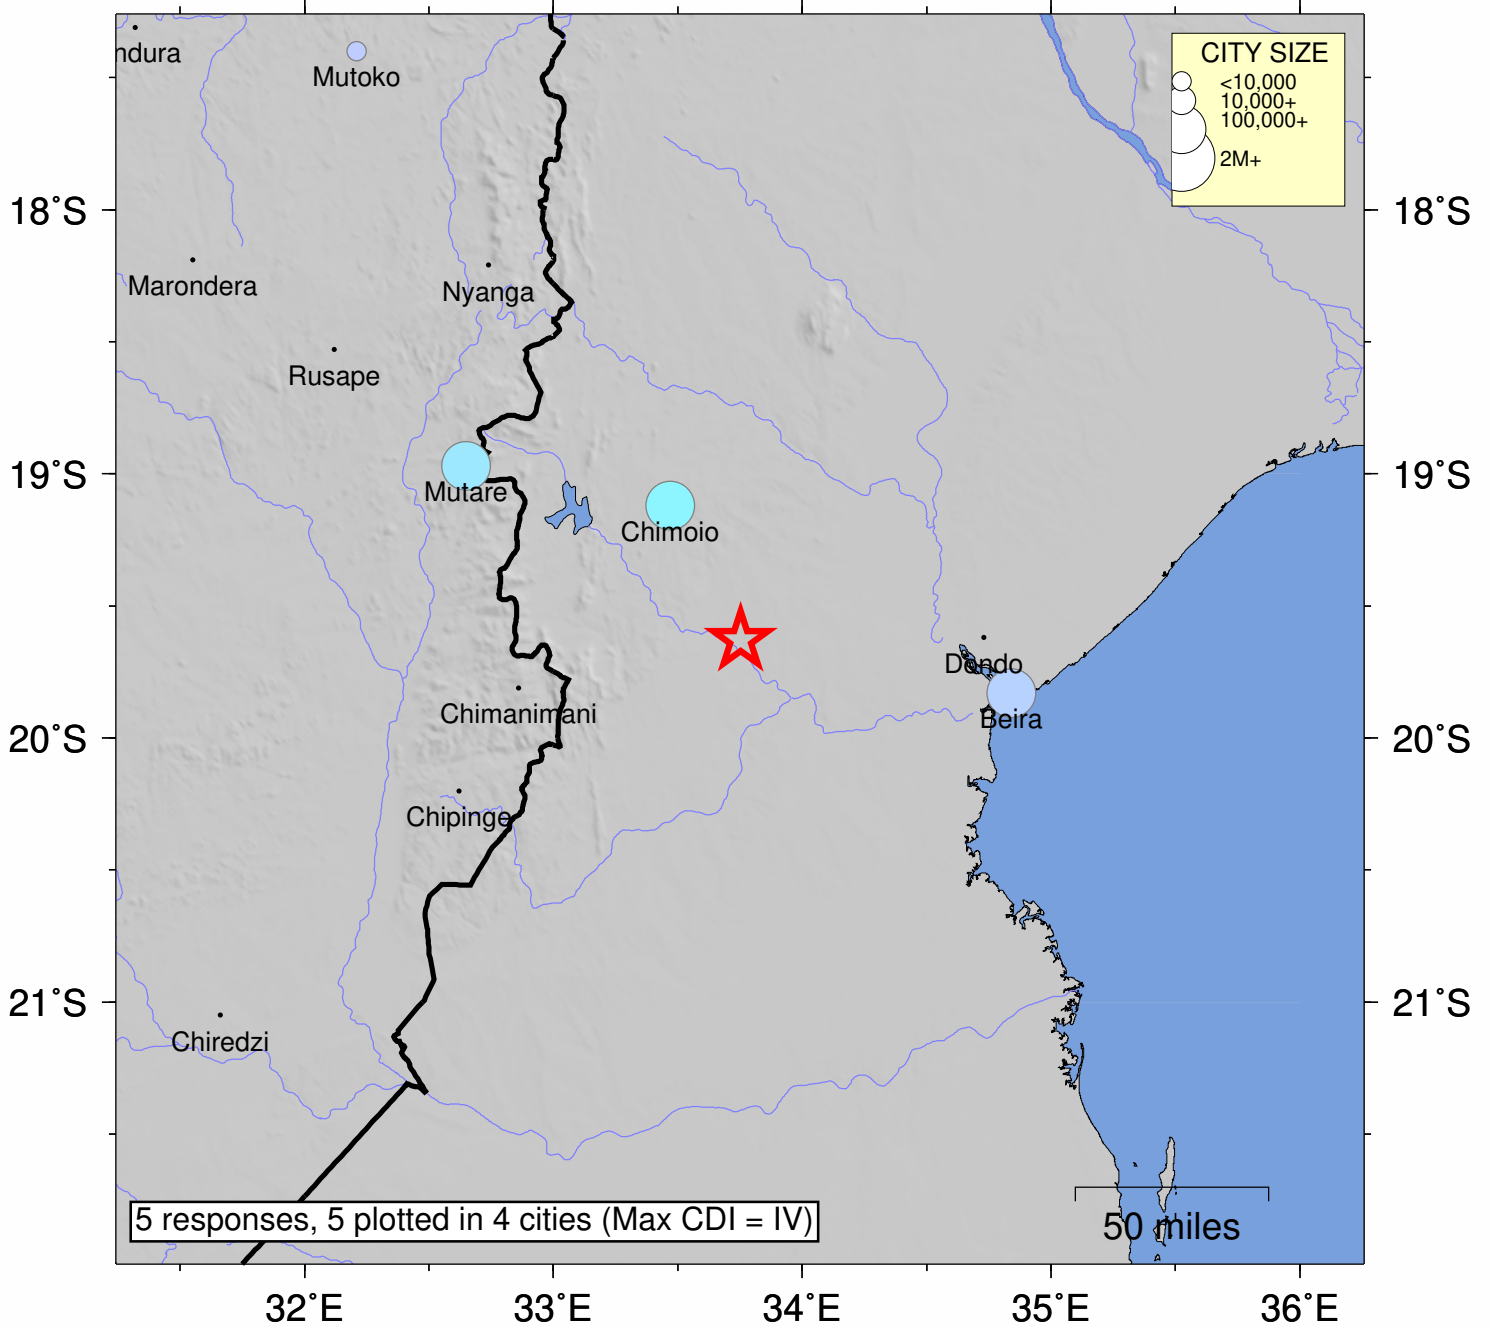 ndura
Mutoko
CITY SIZE
<10,000
10,000+
100,000+
2M+
18°S
18°S
Marondera
Nyanga
Rusape
19°S
19°S
Mutare
Chimoio
Dondo
Beira
Chimanimani
20°S
20°S
Chipinge
21°S
21°S
Chiredzi
5 responses, 5 plotted in 4 cities (Max CDI = IV)
50 miles
32°E
33°E
34°E
35°E
36°E